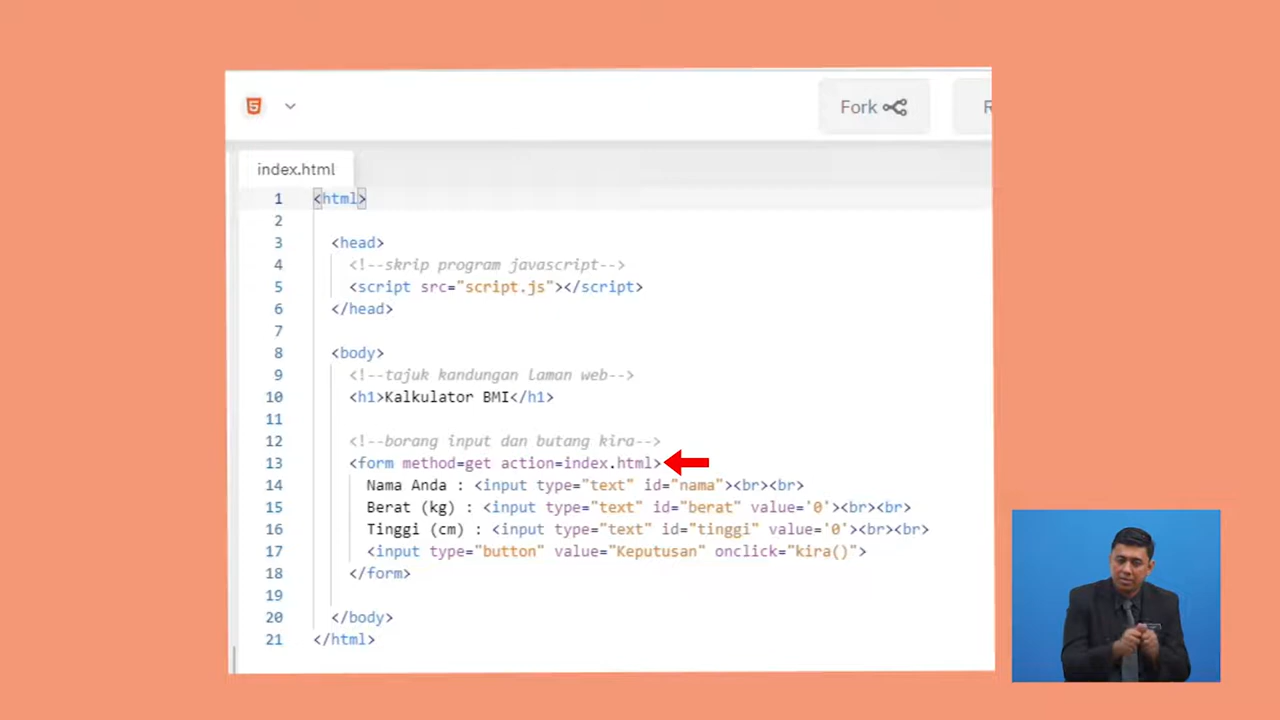 Fork
R
index.html
1 <html>
2
3 <head>
4 <!--skrip program javascript-->
5 <script src="script.js"></script>
6 </head>
7
8 <body>
9 <!--tajuk kandungan laman web-->
10 <h1>Kalkulator BMI</h1>
11
12 <!--borang input dan butang kira-->
13 <form method=get action=index.html>
14 Nama Anda : <input type="text" id="nama"><br><br>
15 Berat (kg) : <input type="text" id="berat" value='0'><br><br>
16 Tinggi (cm) : <input type="text" id="tinggi" value='0'><br><br>
17 <input type="button" value="Keputusan" onclick="kira()">
18 </form>
19
20 </body>
21 </html>